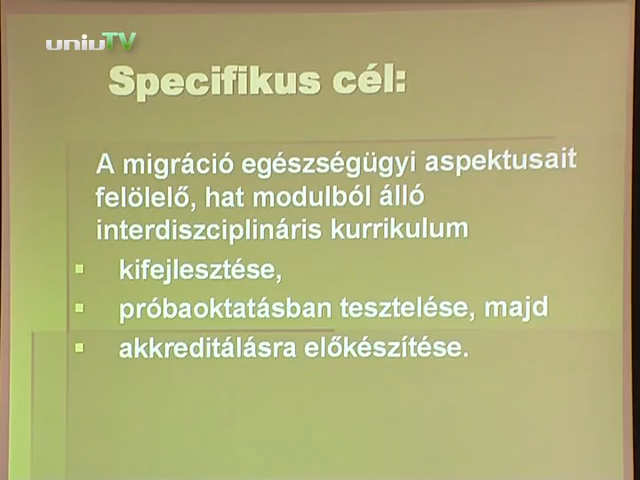 uniuTV
Specifikus cél:
A migráció egészségügyi aspektusait
felölelő, hat modulból álló
interdiszciplináris kurrikulum
kifejlesztése,
próbaoktatásban tesztelése, majd
akkreditálásra előkészítése.